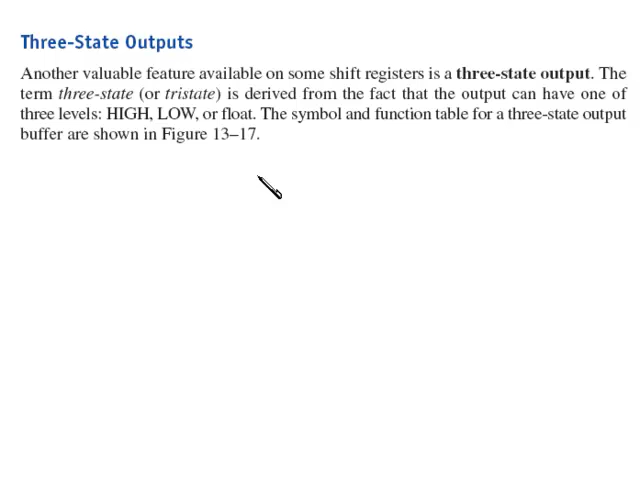 Three-State Outputs
Another valuable feature available on some shift registers is a three-state output. The
term three-state (or tristate) is derived from the fact that the output can have one of
three levels: HIGH, LOW, or float. The symbol and function table for a three-state output
buffer are shown in Figure 13–17.